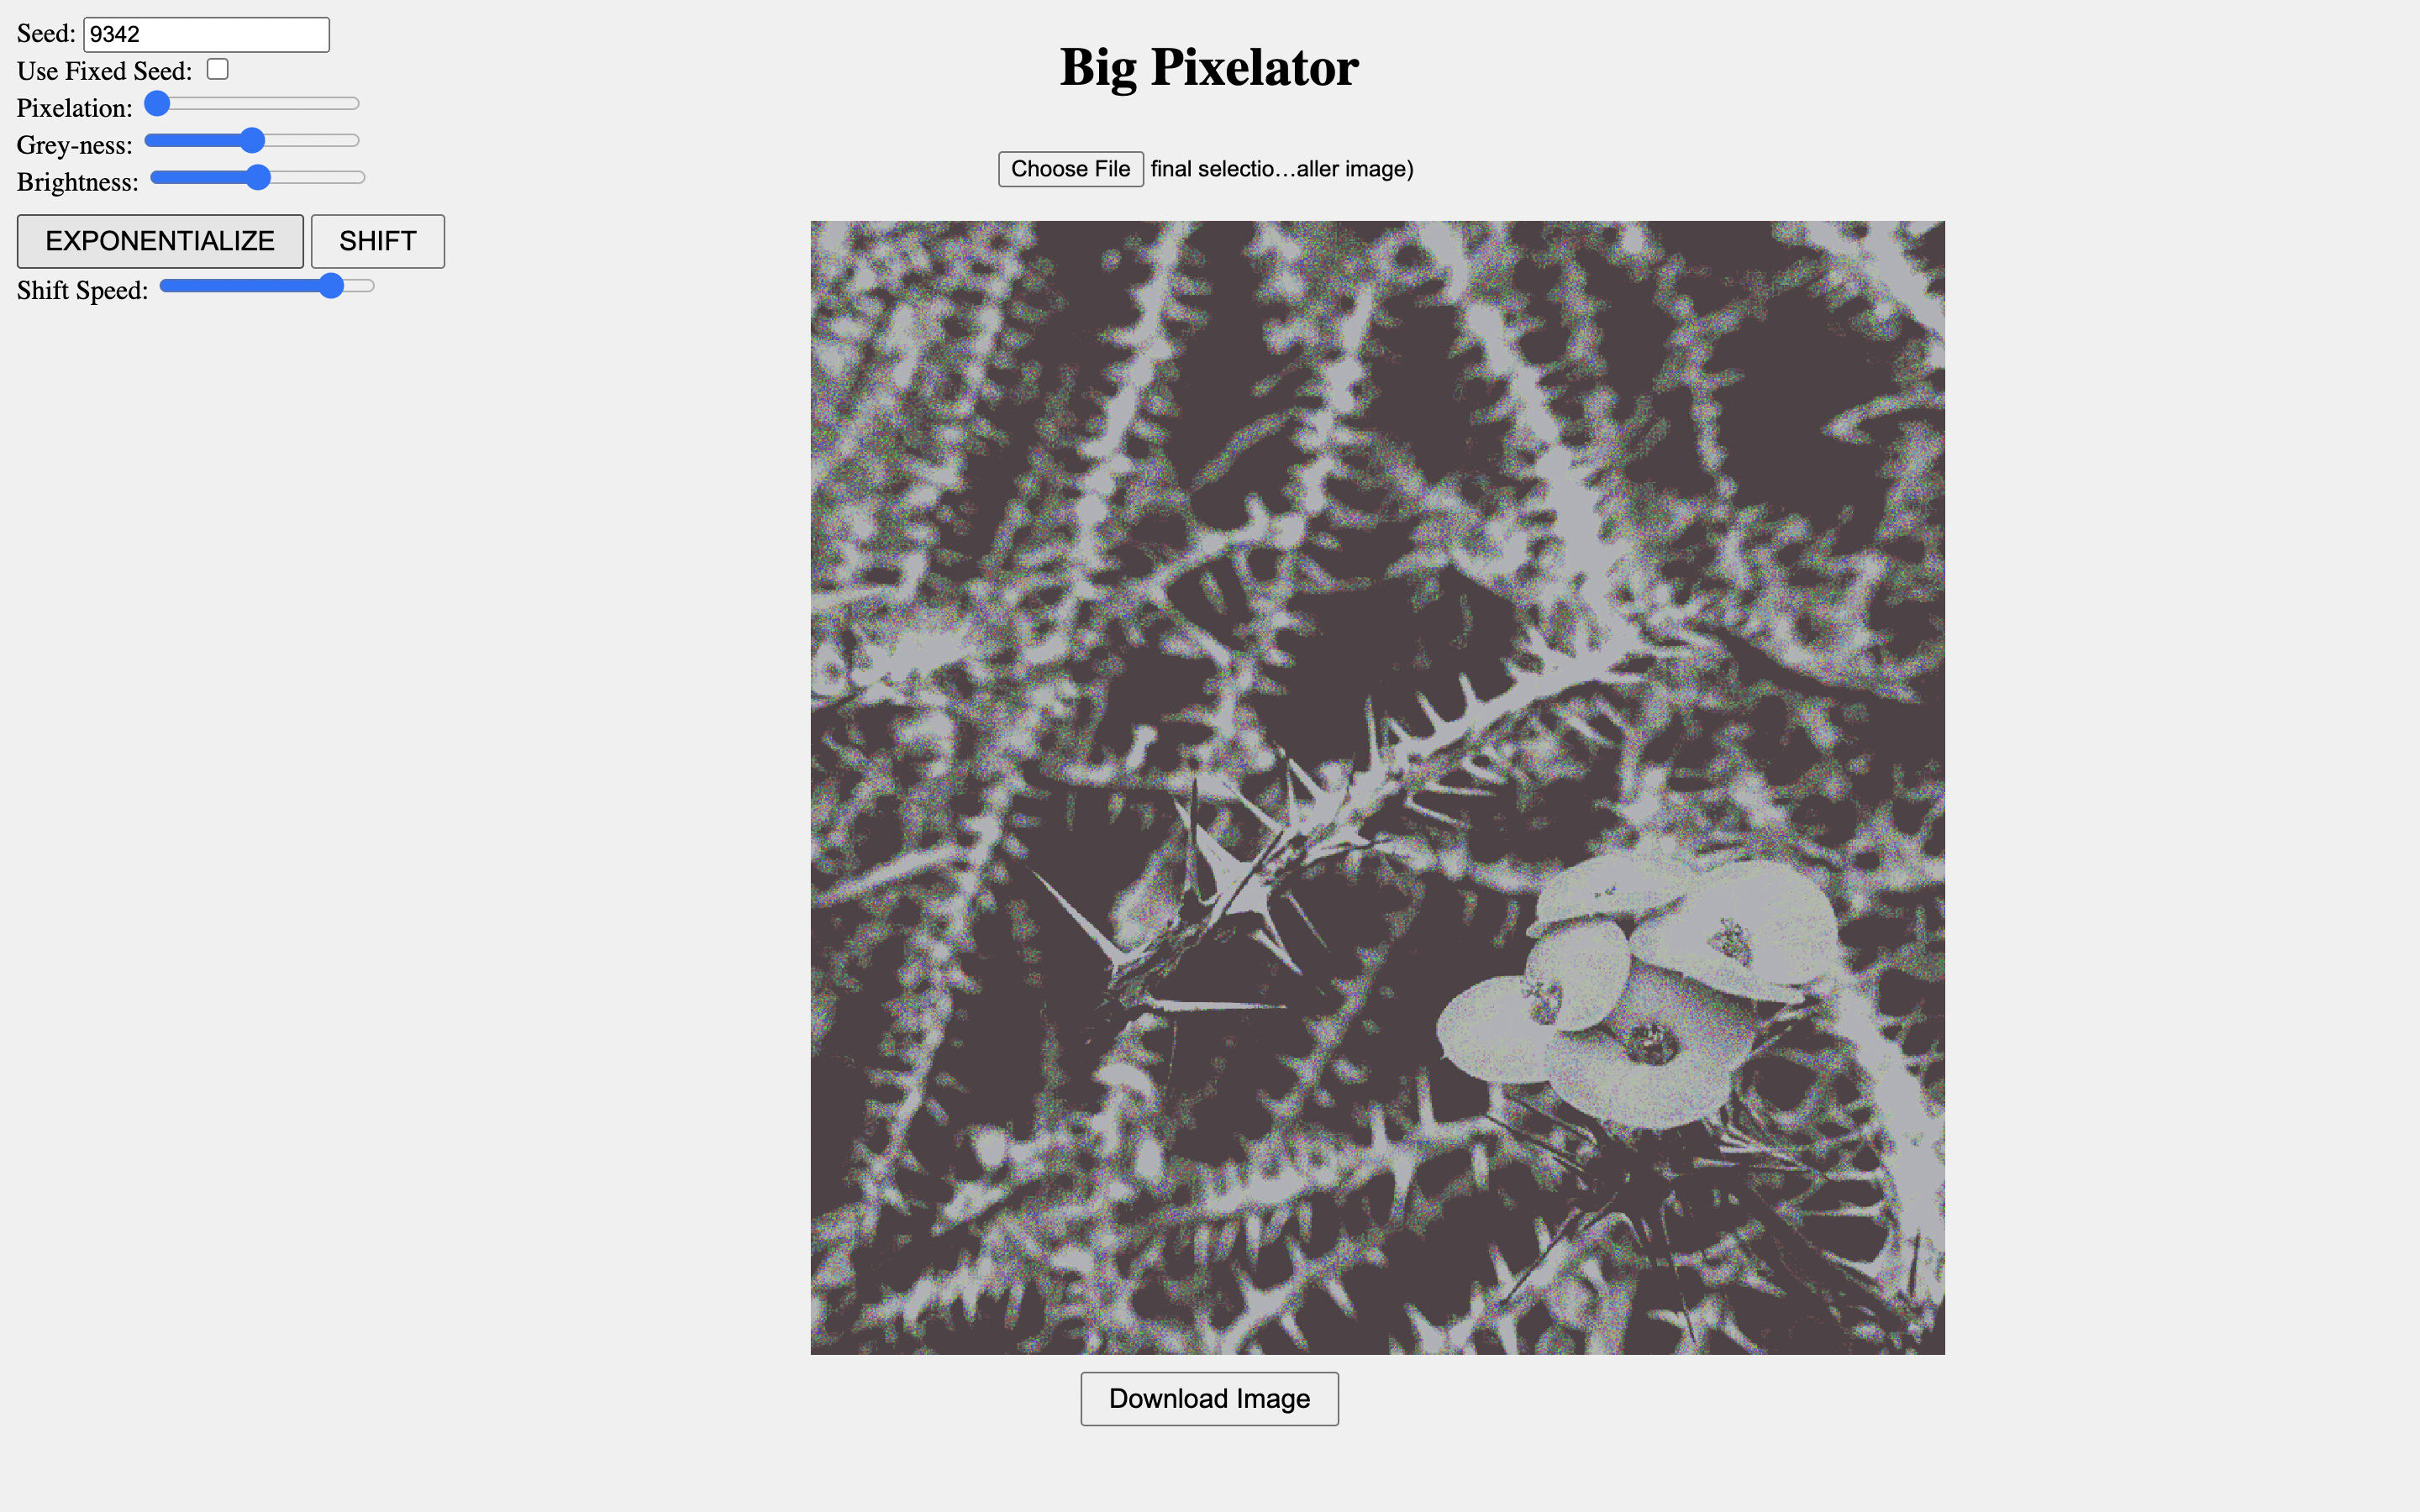 Seed: 9342
Use Fixed Seed:
Pixelation:
Grey-ness:
Brightness:
EXPONENTIALIZE SHIFT
Shift Speed:
Big Pixelator
Choose File final selectio…aller image)
Download Image